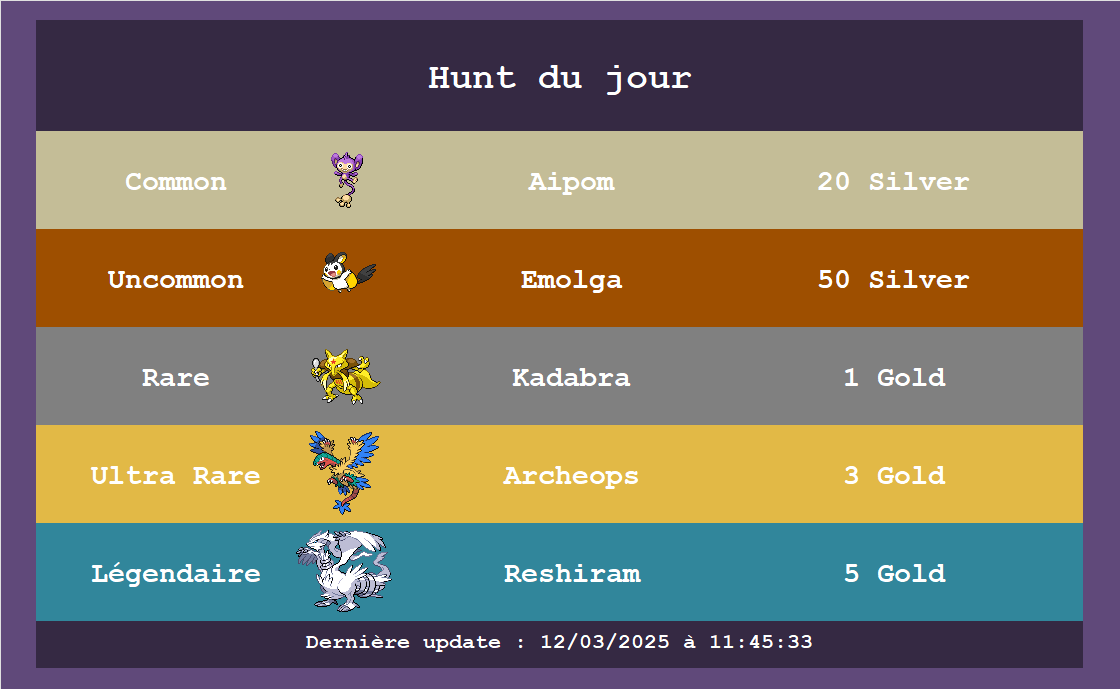 Hunt du jour
Common Aipom 20 Silver
Uncommon Emolga 50 Silver
Rare Kadabra 1 Gold
Ultra Rare Archeops 3 Gold
Légendaire Reshiram 5 Gold
Dernière update : 12/03/2025 à 11:45:33